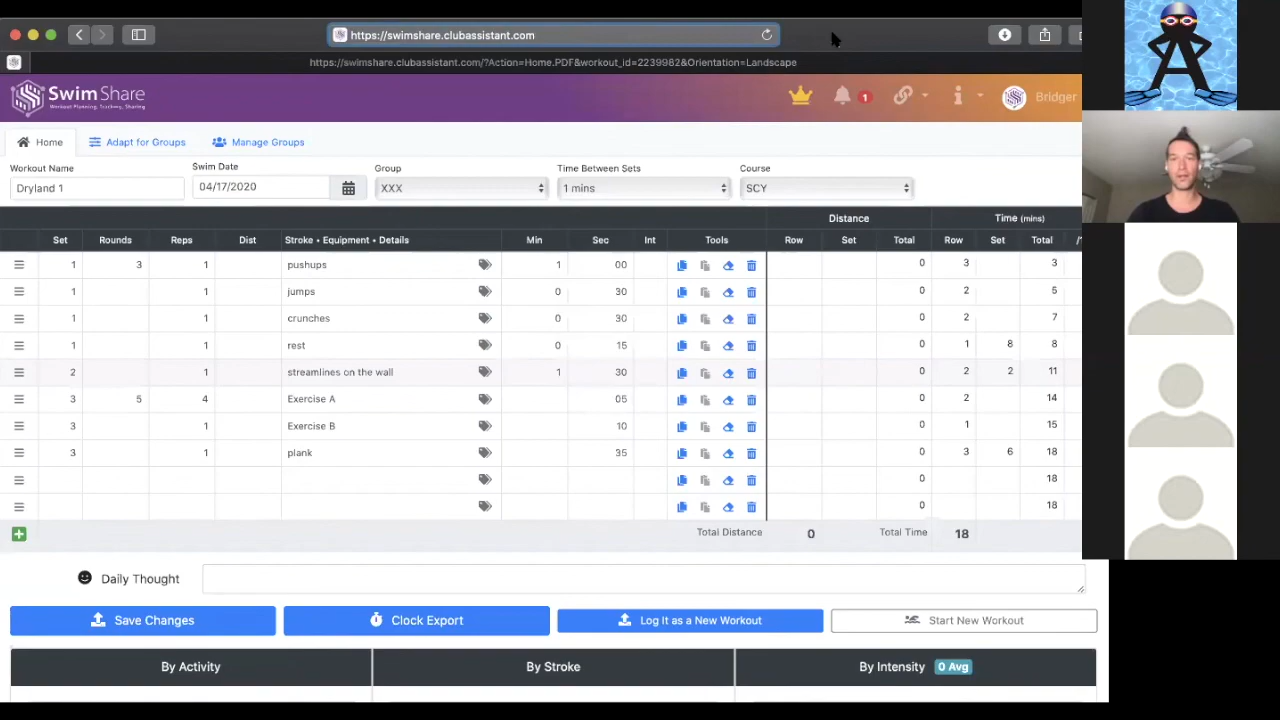 https://swimshare.clubassistant.com
https://swimshare.clubassistant.com/?Action=Home.PDF&workout_id=2239982&Orientation=Landscape
SwimShare
Workout Planning, Tracking, Sharing
1
Bridger
Home Adapt for Groups Manage Groups
Workout Name Swim Date Group Time Between Sets Course
Dryland 1 04/17/2020 XXX 1 mins SCY
Distance Time (mins)
Set Rounds Reps Dist Stroke • Equipment • Details Min Sec Int Tools Row Set Total Row Set Total
1 3 1 pushups 1 00 0 3 3
1 1 jumps 0 30 0 2 5
1 1 crunches 0 30 0 2 7
1 1 rest 0 15 0 1 8 8
2 1 streamlines on the wall 1 30 0 2 2 11
3 5 4 Exercise A 05 0 2 14
3 1 Exercise B 10 0 1 15
3 1 plank 35 0 3 6 18
0 18
0 18
Total Distance 0 Total Time 18
Daily Thought
Save Changes Clock Export Log It as a New Workout Start New Workout
By Activity By Stroke By Intensity 0 Avg